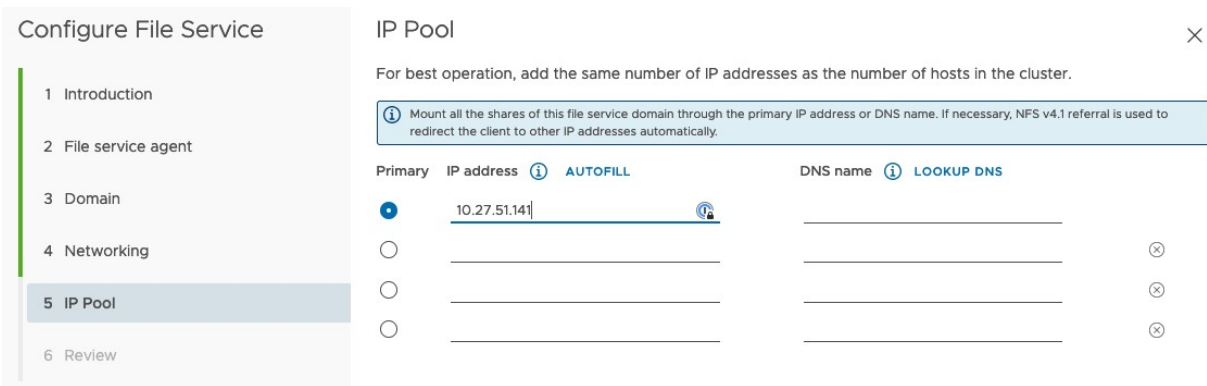 Configure File Service
1 Introduction
2 File service agent
3 Domain
4 Networking
5 IP Pool
6 Review
IP Pool
For best operation, add the same number of IP addresses as the number of hosts in the cluster.
Mount all the shares of this file service domain through the primary IP address or DNS name. If necessary, NFS v4.1 referral is used to
redirect the client to other IP addresses automatically.
Primary IP address AUTOFILL DNS name LOOKUP DNS
10.27.51.141